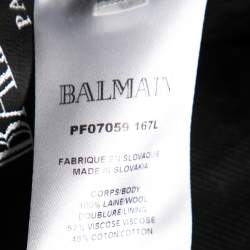 BALMAIN
PF07059 167L
FABRIQUE EN SLOVAQUIE
MADE IN SLOVAKIA
CORPS/BODY
100% LAINE WOOL
DOUBLURE LINING
52% VISCOSE VISCOSE
48% COTON COTTON